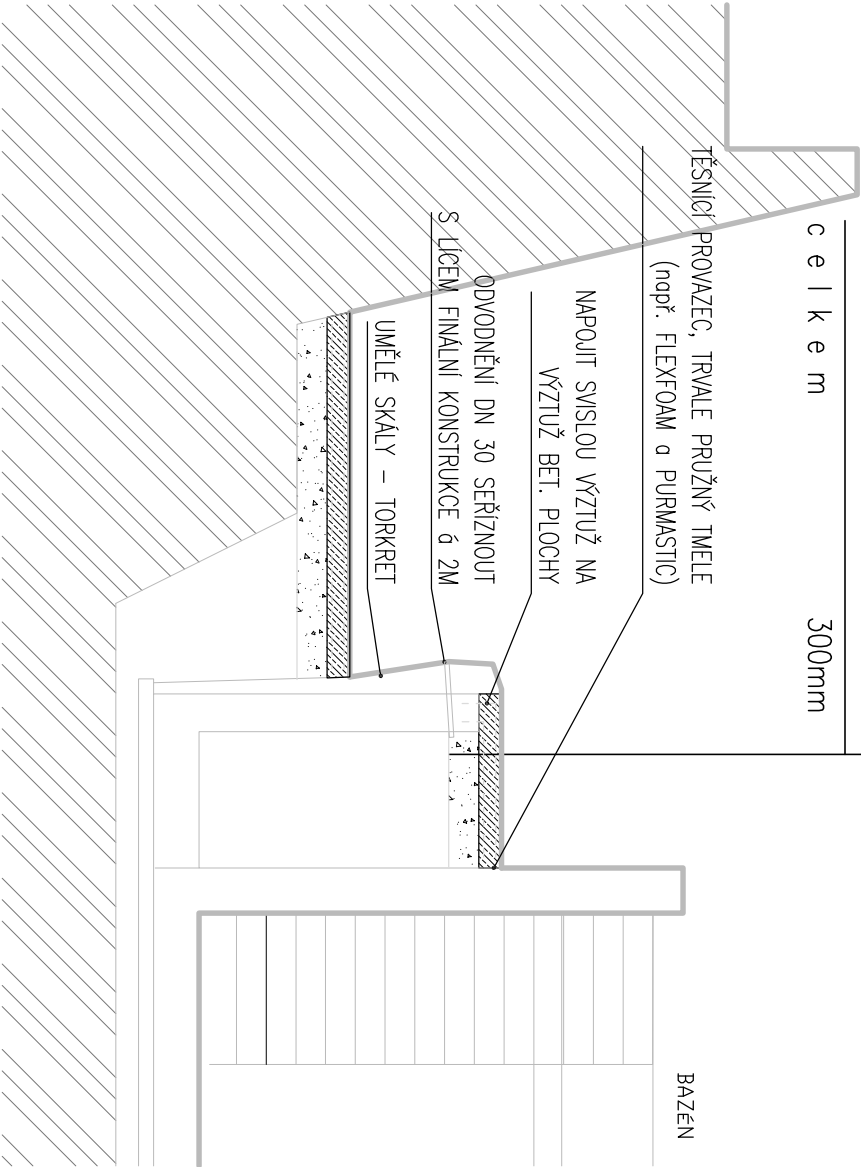 celkem 300mm
TĚSNÍCÍ PROVAZEC, TRVALE PRUŽNÝ TMELE
(např. FLEXFOAM a PURMASTIC)
NAPOJIT SVISLOU VÝZTUŽ NA
VÝZTUŽ BET. PLOCHY
ODVODNĚNÍ DN 30 SEŘÍZNOUT
S LÍCEM FINÁLNÍ KONSTRUKCE á 2M
UMĚLÉ SKÁLY – TORKRET
BAZÉN